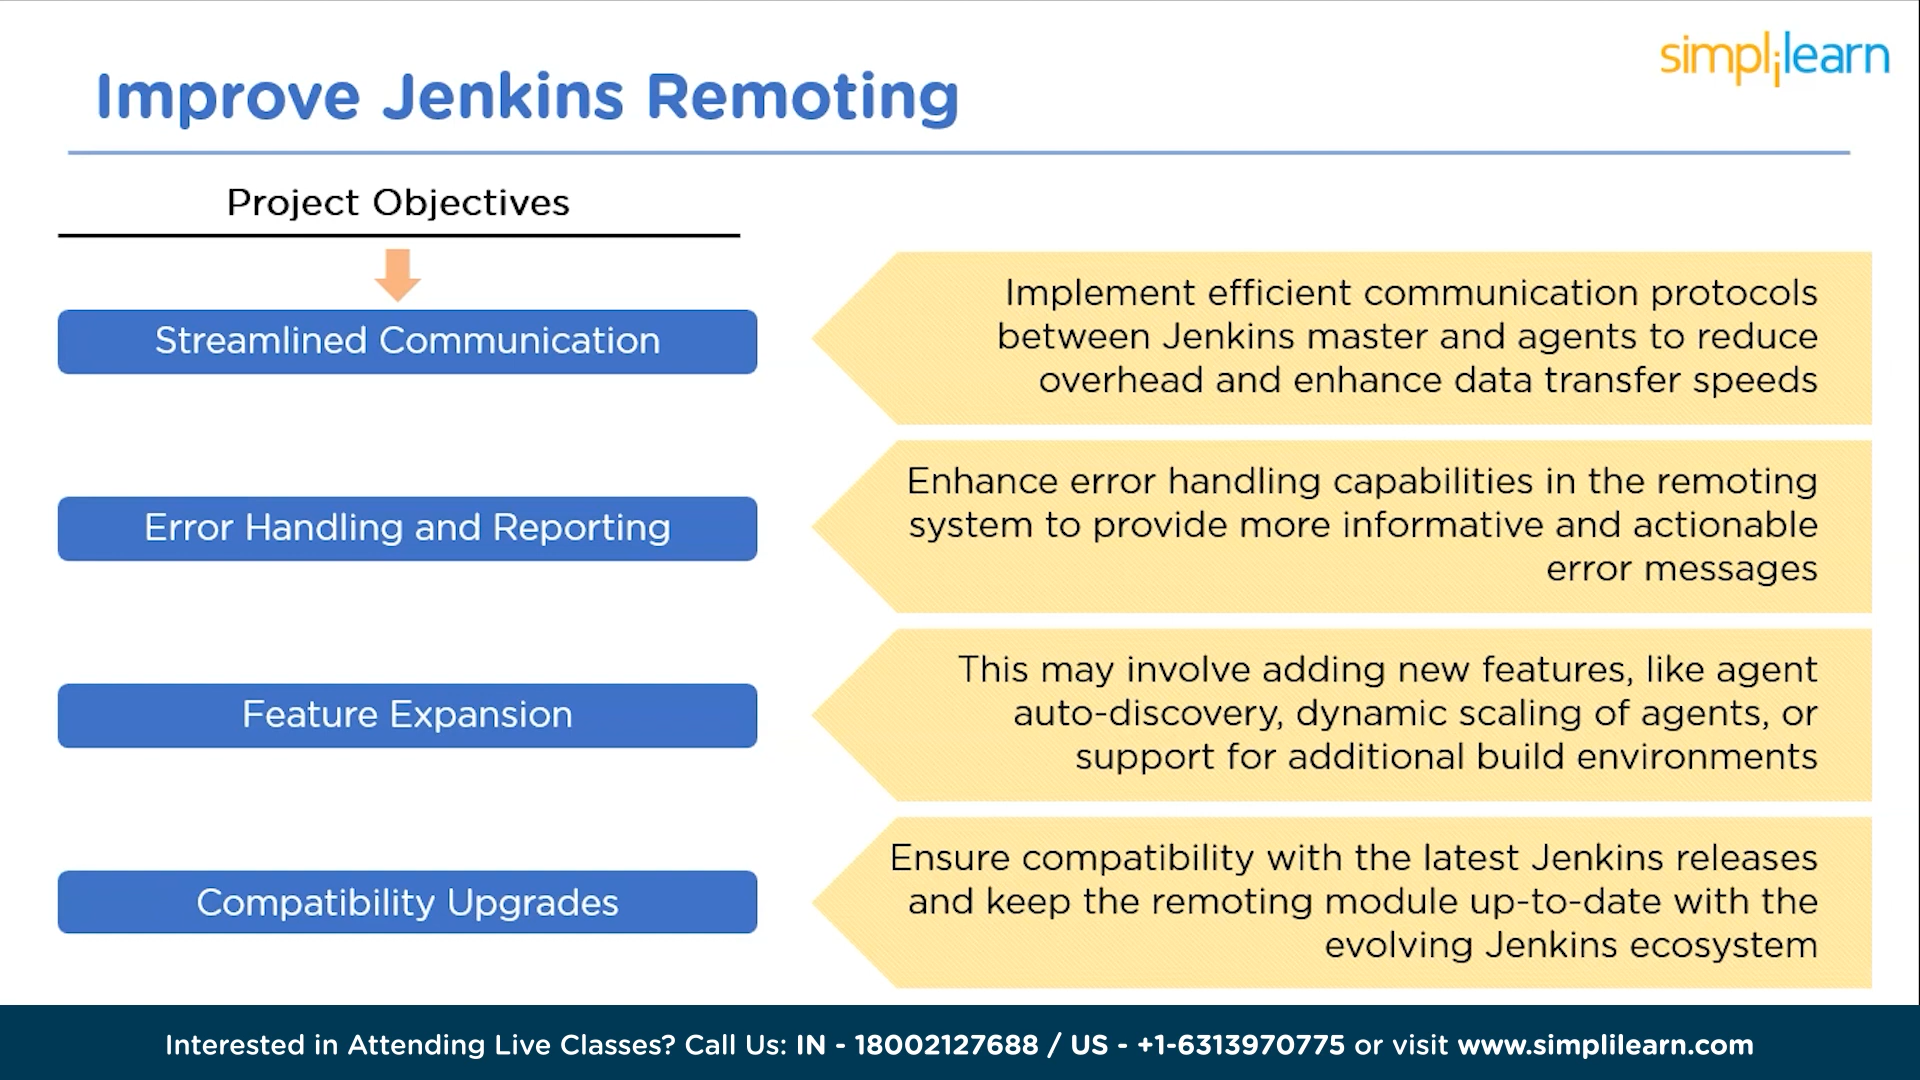 simplilearn
Improve Jenkins Remoting
Project Objectives
Streamlined Communication
Implement efficient communication protocols
between Jenkins master and agents to reduce
overhead and enhance data transfer speeds
Error Handling and Reporting
Enhance error handling capabilities in the remoting
system to provide more informative and actionable
error messages
Feature Expansion
This may involve adding new features, like agent
auto-discovery, dynamic scaling of agents, or
support for additional build environments
Compatibility Upgrades
Ensure compatibility with the latest Jenkins releases
and keep the remoting module up-to-date with the
evolving Jenkins ecosystem
Interested in Attending Live Classes? Call Us: IN - 18002127688 / US - +1-6313970775 or visit www.simplilearn.com